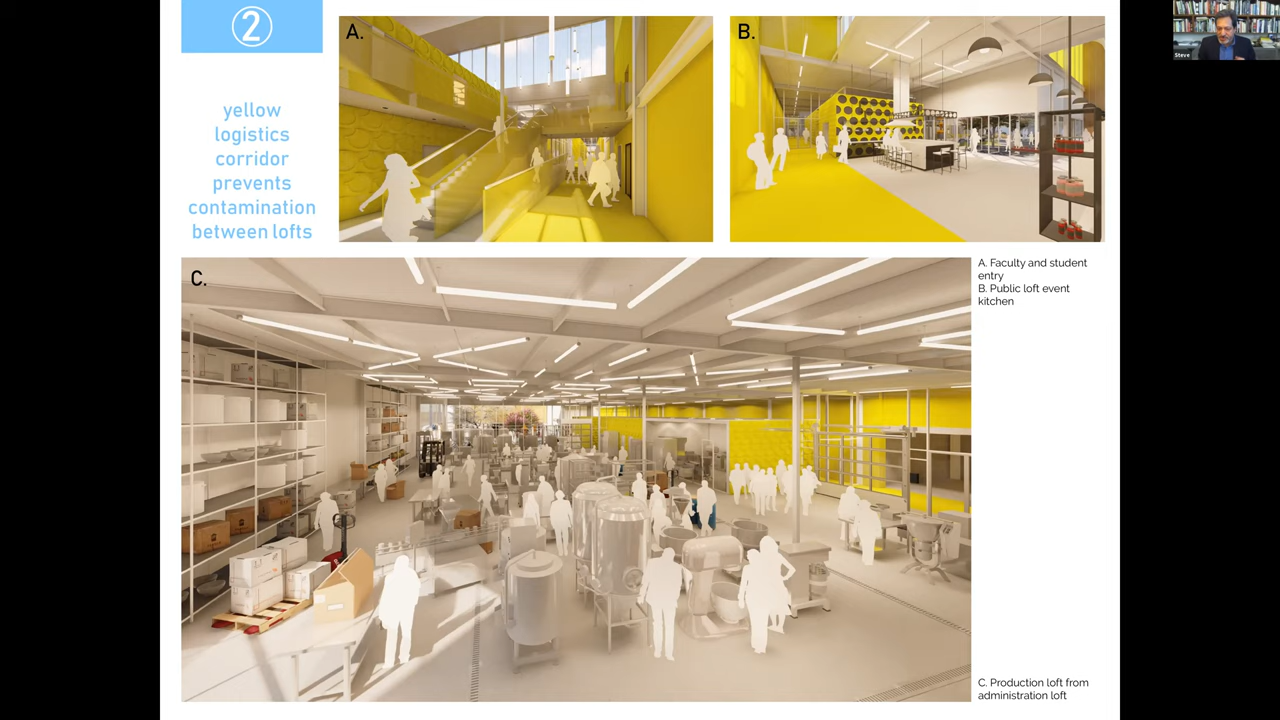 2
yellow
logistics
corridor
prevents
contamination
between lofts
A.
B.
C.
A. Faculty and student
entry
B. Public loft event
kitchen
C. Production loft from
administration loft
Steve